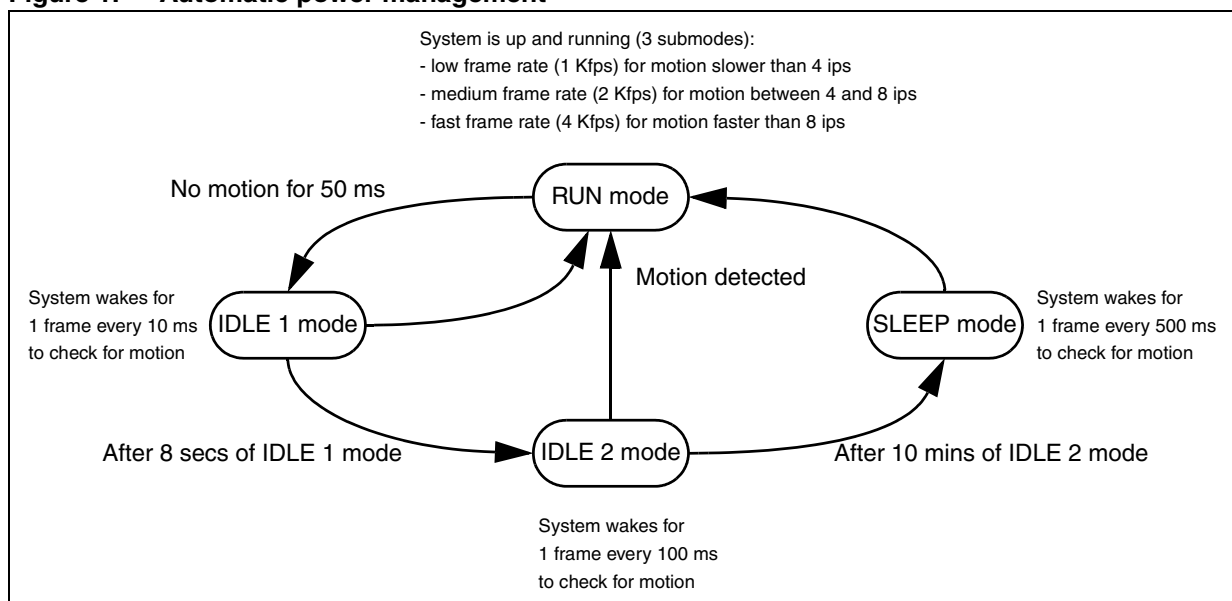 System is up and running (3 submodes):
- low frame rate (1 Kfps) for motion slower than 4 ips
- medium frame rate (2 Kfps) for motion between 4 and 8 ips
- fast frame rate (4 Kfps) for motion faster than 8 ips
No motion for 50 ms
RUN mode
Motion detected
System wakes for
1 frame every 10 ms
to check for motion
IDLE 1 mode
SLEEP mode
System wakes for
1 frame every 500 ms
to check for motion
After 8 secs of IDLE 1 mode
IDLE 2 mode
After 10 mins of IDLE 2 mode
System wakes for
1 frame every 100 ms
to check for motion